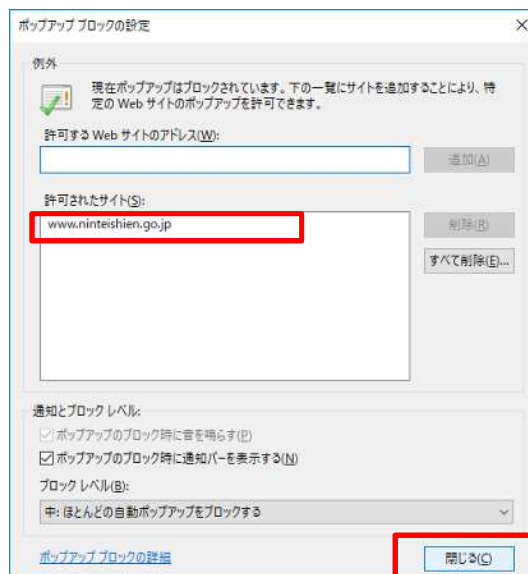 ポップアップ ブロックの設定
例外
現在ポップアップはブロックされています。下の一覧にサイトを追加することにより、特
定の Web サイトのポップアップを許可できます。
許可する Web サイトのアドレス(W):
追加(A)
許可されたサイト(S):
www.ninteishien.go.jp
削除(R)
すべて削除(E)...
通知とブロック レベル:
ポップアップのブロック時に音を鳴らす(P)
ポップアップのブロック時に通知バーを表示する(N)
ブロック レベル(B):
中: ほとんどの自動ポップアップをブロックする
ポップアップ ブロックの詳細
閉じる(C)